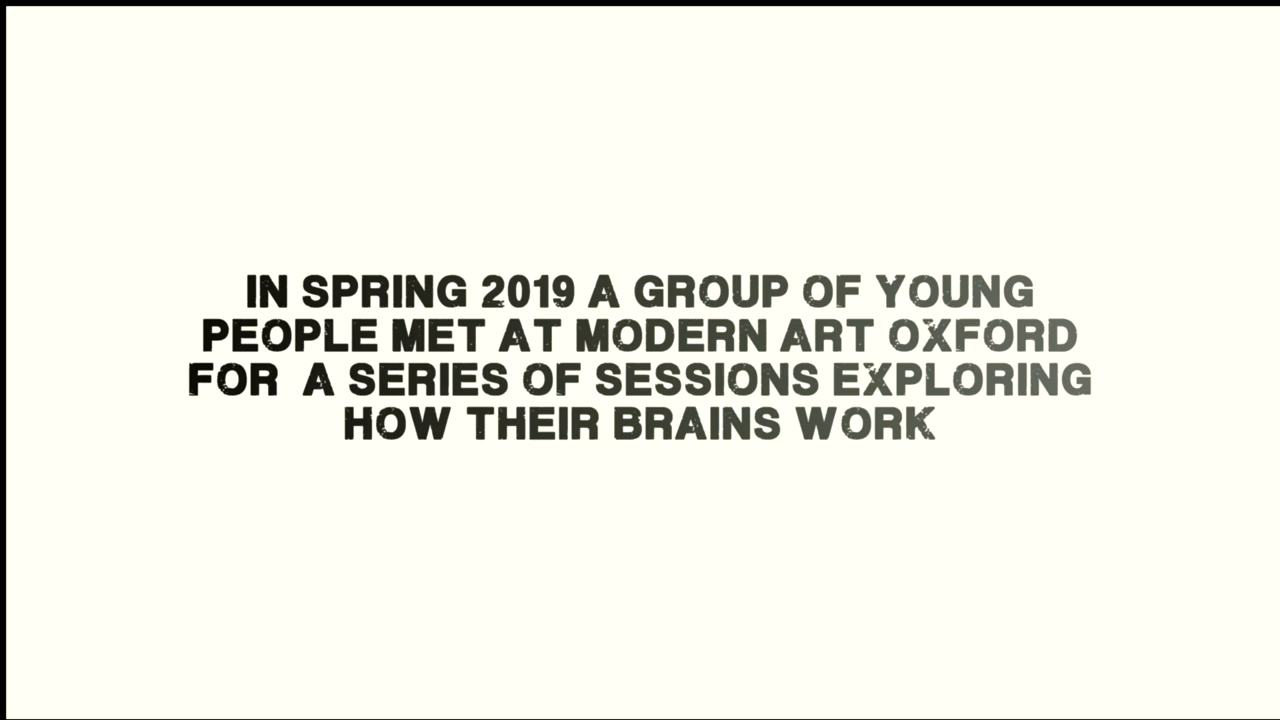 IN SPRING 2019 A GROUP OF YOUNG
PEOPLE MET AT MODERN ART OXFORD
FOR  A SERIES OF SESSIONS EXPLORING
HOW THEIR BRAINS WORK